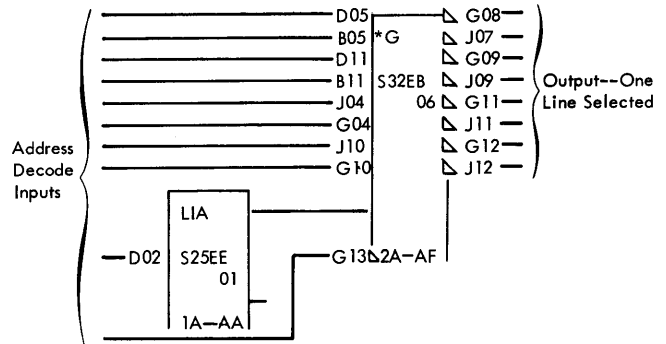 D05 G08
B05 *G J07
D11 G09
B11 S32EB J09 Output--One
J04 06 G11 Line Selected
G04 J11
Address J10 G12
Decode G10 J12
Inputs
LIA
D02 S25EE G13 2A-AF
01
1A-AA